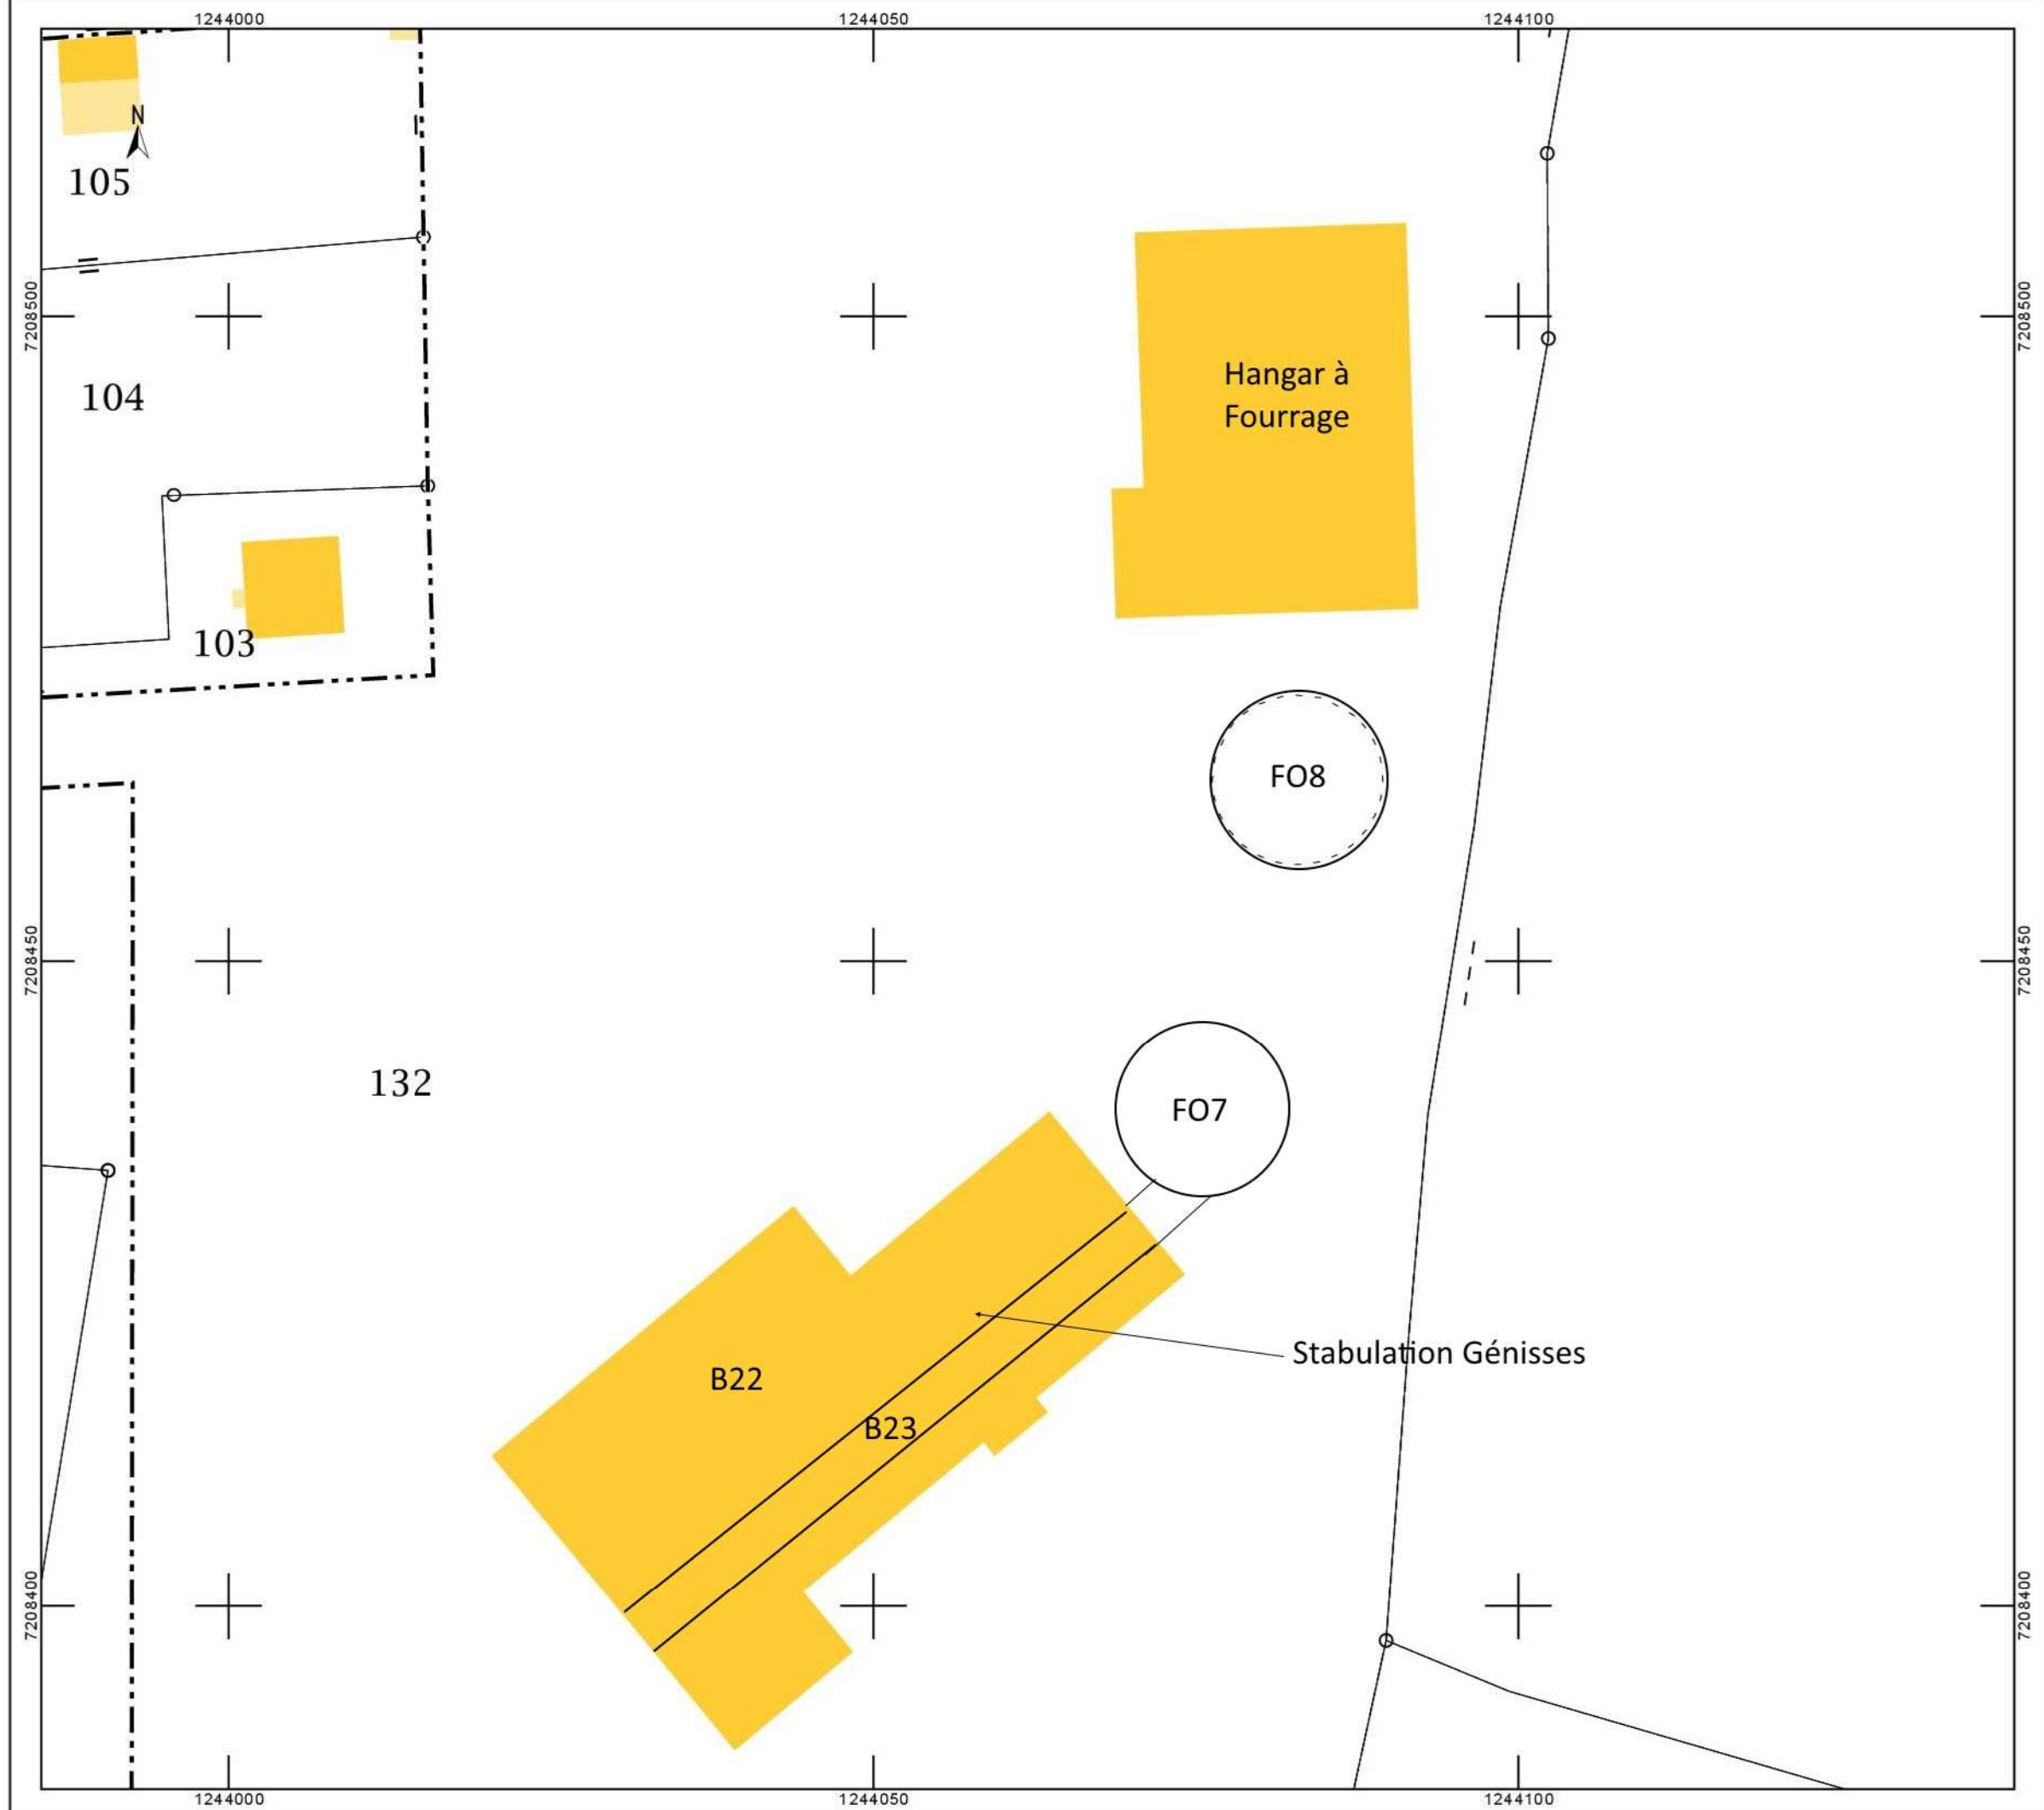 1244000 1244050 1244100
N
105
7208500 7208500
Hangar à
Fourrage
104
103
FO8
7208450 7208450
132
FO7
Stabulation Génisses
B22
B23
7208400 7208400
1244000 1244050 1244100